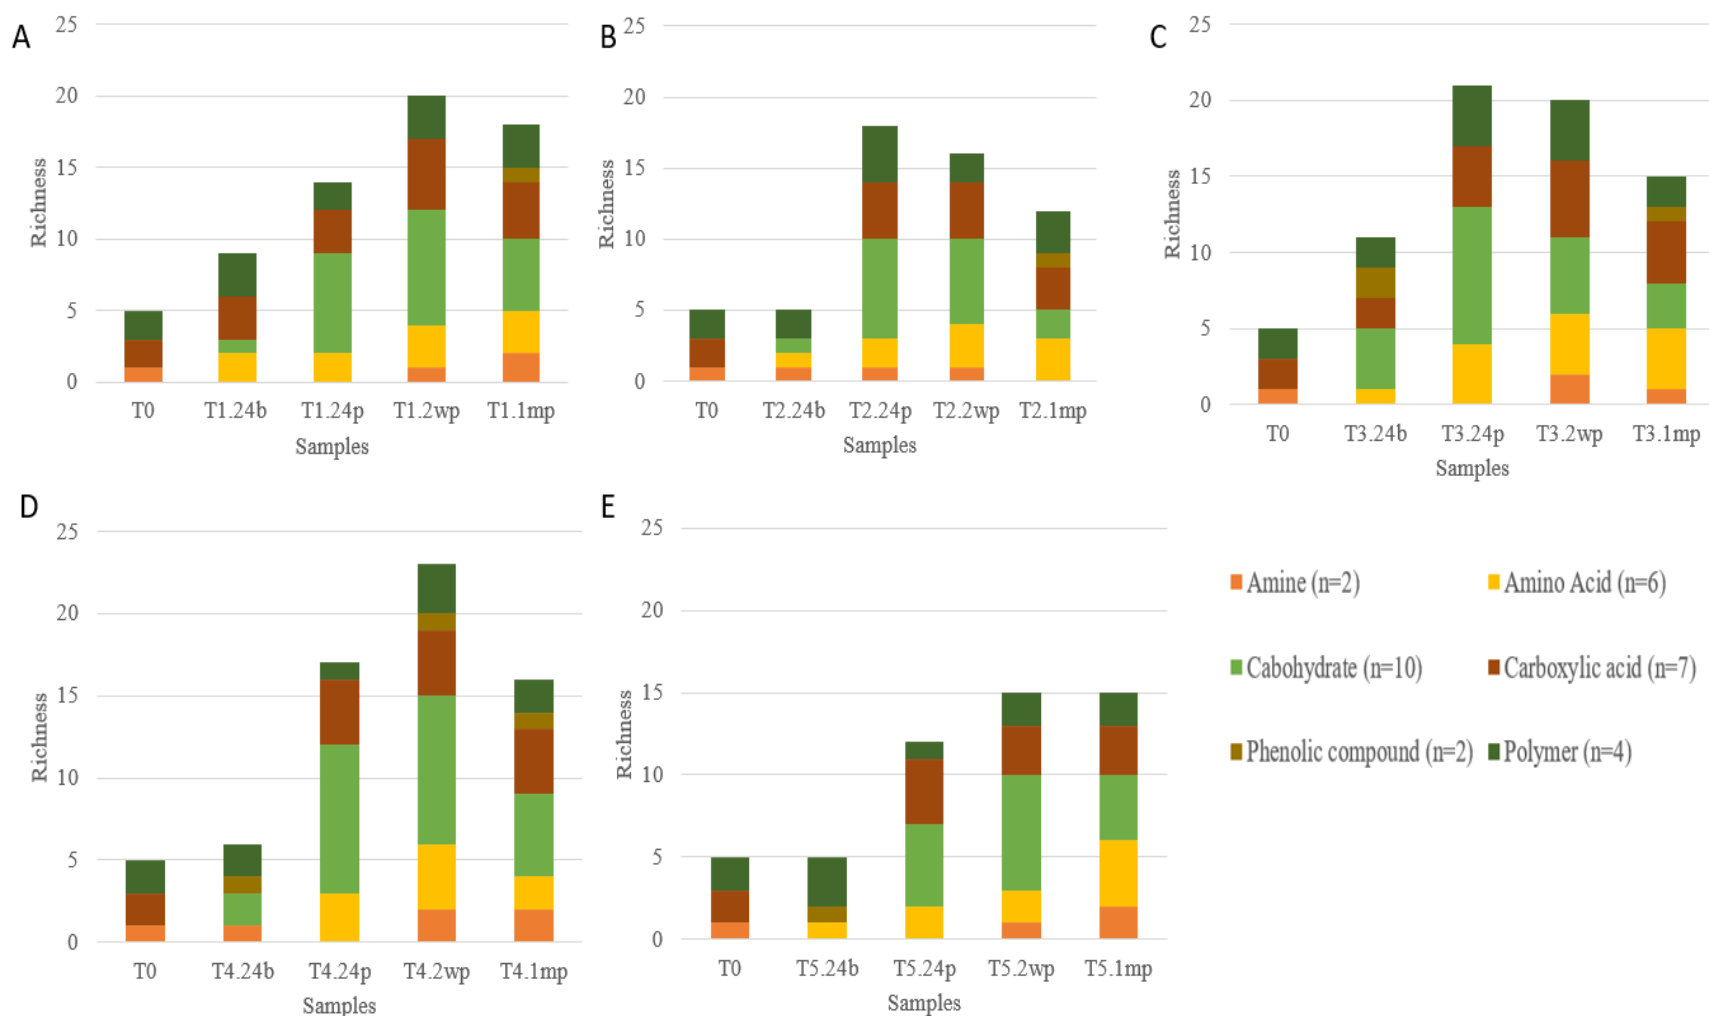 A
25
20
15
10
5
0
Richness
T0 T1.24b T1.24p T1.2wp T1.1mp
Samples
B
25
20
15
10
5
0
Richness
T0 T2.24b T2.24p T2.2wp T2.1mp
Samples
C
25
20
15
10
5
0
Richness
T0 T3.24b T3.24p T3.2wp T3.1mp
Samples
D
25
20
15
10
5
0
Richness
T0 T4.24b T4.24p T4.2wp T4.1mp
Samples
E
25
20
15
10
5
0
Richness
T0 T5.24b T5.24p T5.2wp T5.1mp
Samples
Amine (n=2) Amino Acid (n=6)
Cabohydrate (n=10) Carboxylic acid (n=7)
Phenolic compound (n=2) Polymer (n=4)